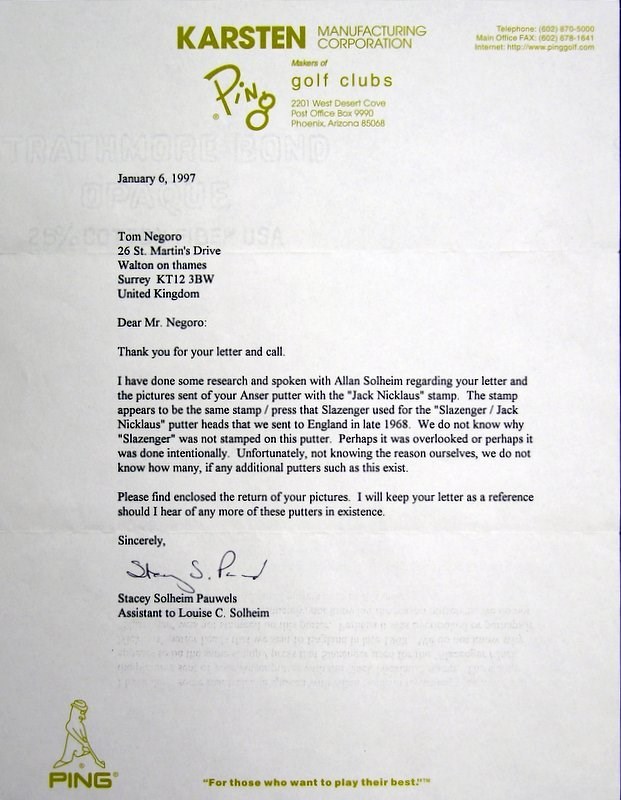 KARSTEN MANUFACTURING CORPORATION
Telephone: (602) 870-5000
Main Office FAX: (602) 678-1641
Internet: http://www.pinggolf.com
Makers of
Ping® golf clubs
2201 West Desert Cove
Post Office Box 9990
Phoenix, Arizona 85068
STRATHMORE BOND
OPAQUE
USA
January 6, 1997
Tom Negoro
26 St. Martin's Drive
Walton on thames
Surrey KT12 3BW
United Kingdom
Dear Mr. Negoro:
Thank you for your letter and call.
I have done some research and spoken with Allan Solheim regarding your letter and
the pictures sent of your Anser putter with the "Jack Nicklaus" stamp. The stamp
appears to be the same stamp / press that Slazenger used for the "Slazenger / Jack
Nicklaus" putter heads that we sent to England in late 1968. We do not know why
"Slazenger" was not stamped on this putter. Perhaps it was overlooked or perhaps it
was done intentionally. Unfortunately, not knowing the reason ourselves, we do not
know how many, if any additional putters such as this exist.
Please find enclosed the return of your pictures. I will keep your letter as a reference
should I hear of any more of these putters in existence.
Sincerely,
Stacey Solheim Pauwels
Assistant to Louise C. Solheim
PING®
"For those who want to play their best."™